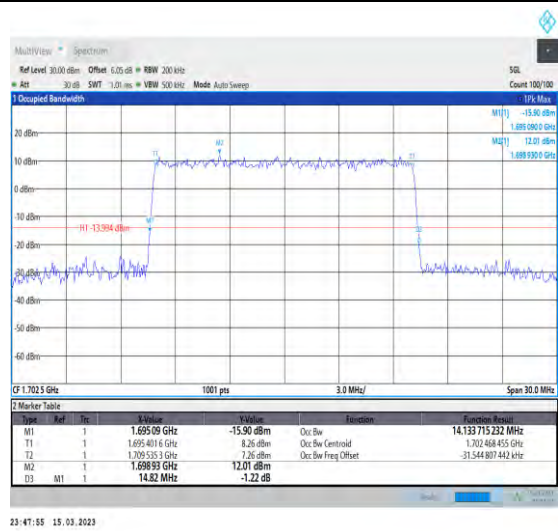 MultiView Spectrum
Ref Level 30.00 dBm Offset 6.05 dB RBW 200 kHz SGL
Att 30 dB SWT 1.01 ms VBW 500 kHz Mode Auto Sweep Count 100/100
1 Occupied Bandwidth 1Pk Max
M1[1] -15.90 dBm
1.695 090 0 GHz
M2[1] 12.01 dBm
1.698 930 0 GHz
20 dBm
10 dBm
0 dBm
-10 dBm
H1 -13.994 dBm
-20 dBm
-30 dBm
-40 dBm
-50 dBm
-60 dBm
T1
M2
T2
M1
CF 1.702 5 GHz 1001 pts 3.0 MHz/ Span 30.0 MHz
2 Marker Table
Type Ref Trc X-Value Y-Value Function Function Result
M1 1 1.695 09 GHz -15.90 dBm Occ Bw 14.133 715 232 MHz
T1 1 1.695 401 6 GHz 8.26 dBm Occ Bw Centroid 1.702 468 455 GHz
T2 1 1.709 535 3 GHz 7.26 dBm Occ Bw Freq Offset -31.544 807 442 kHz
M2 1 1.698 93 GHz 12.01 dBm
D3 M1 1 14.82 MHz -1.22 dB
23:47:55 15.03.2023